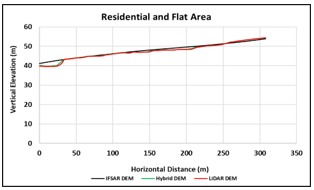 Residential and Flat Area
Vertical Elevation (m)
60
50
40
30
20
10
0
0 50 100 150 200 250 300 350
Horizontal Distance (m)
IFSAR DEM Hybrid DEM LiDAR DEM